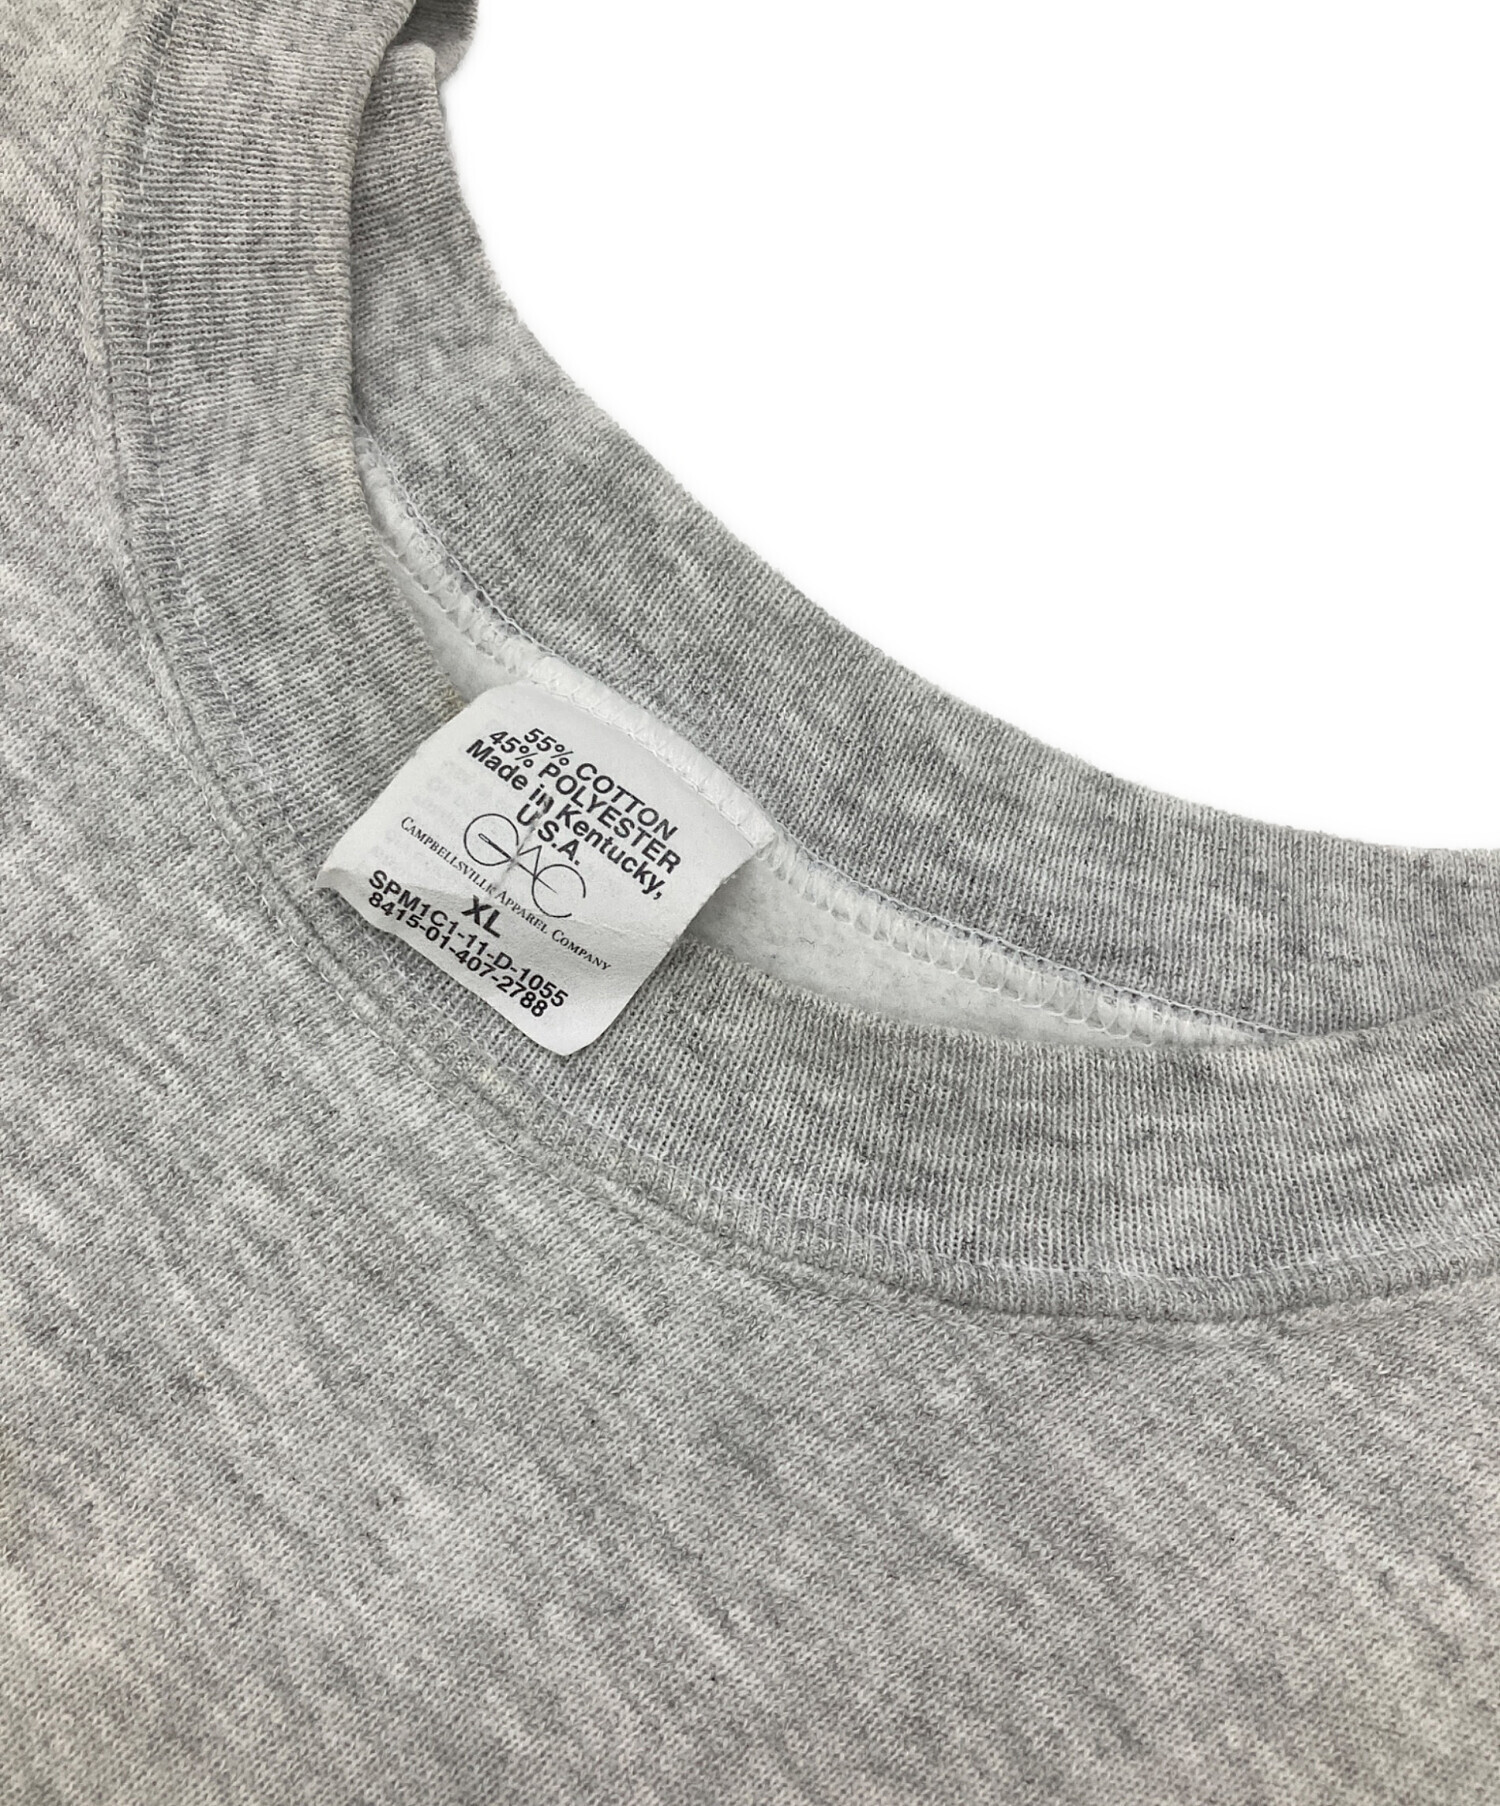 55% COTTON
45% POLYESTER
Made in Kentucky,
U.S.A.
CAC
CAMPBELLSVILLE APPAREL COMPANY
XL
SPM1C1-11-D-1055
8415-01-407-2788